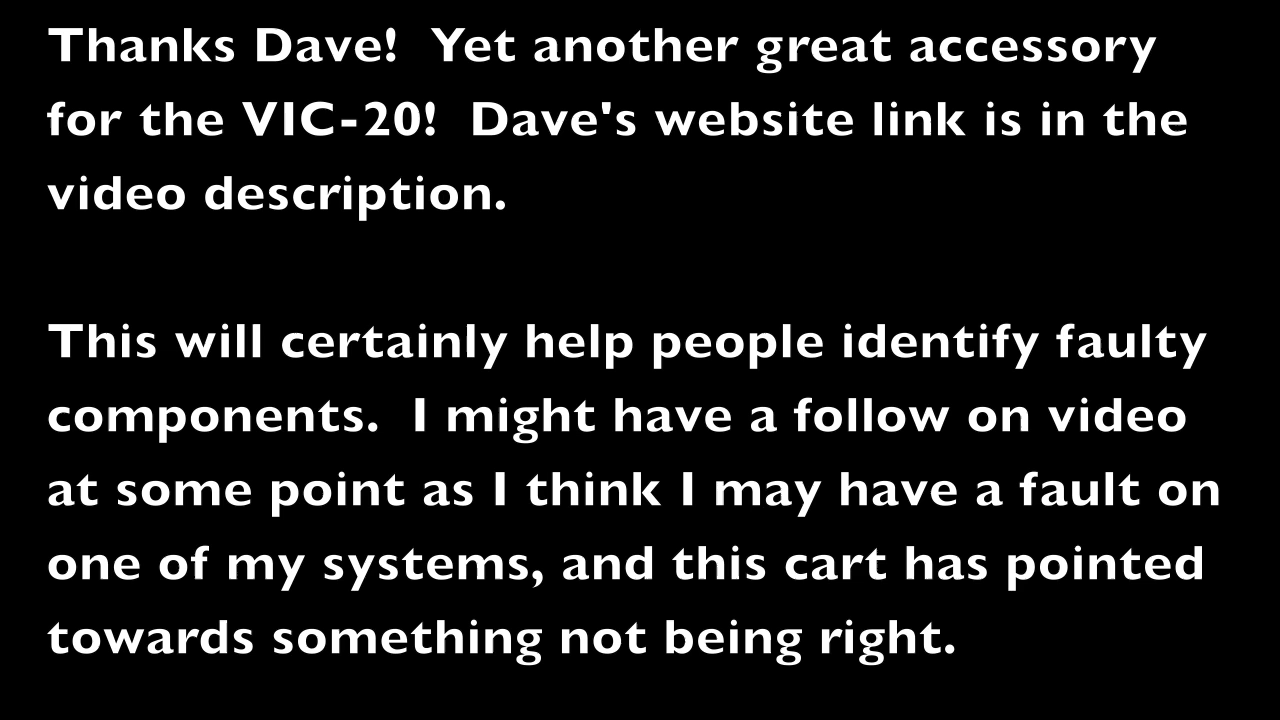 Thanks Dave!  Yet another great accessory
for the VIC-20!  Dave's website link is in the
video description.
This will certainly help people identify faulty
components.  I might have a follow on video
at some point as I think I may have a fault on
one of my systems, and this cart has pointed
towards something not being right.